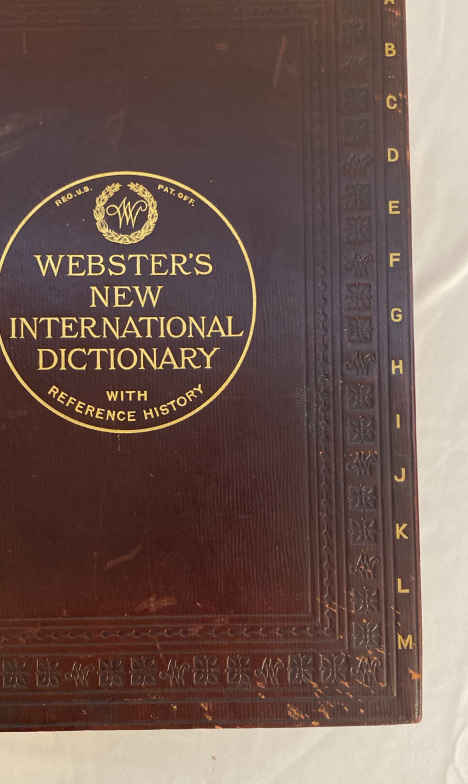 REG. U.S. PAT. OFF.
W
WEBSTER'S
NEW
INTERNATIONAL
DICTIONARY
WITH
REFERENCE HISTORY
A
B
C
D
E
F
G
H
I
J
K
L
M